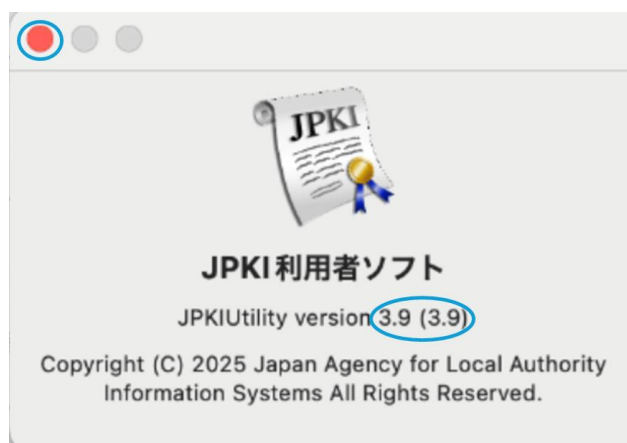 JPKI
JPKI利用者ソフト
JPKIUtility version 3.9 (3.9)
Copyright (C) 2025 Japan Agency for Local Authority
Information Systems All Rights Reserved.